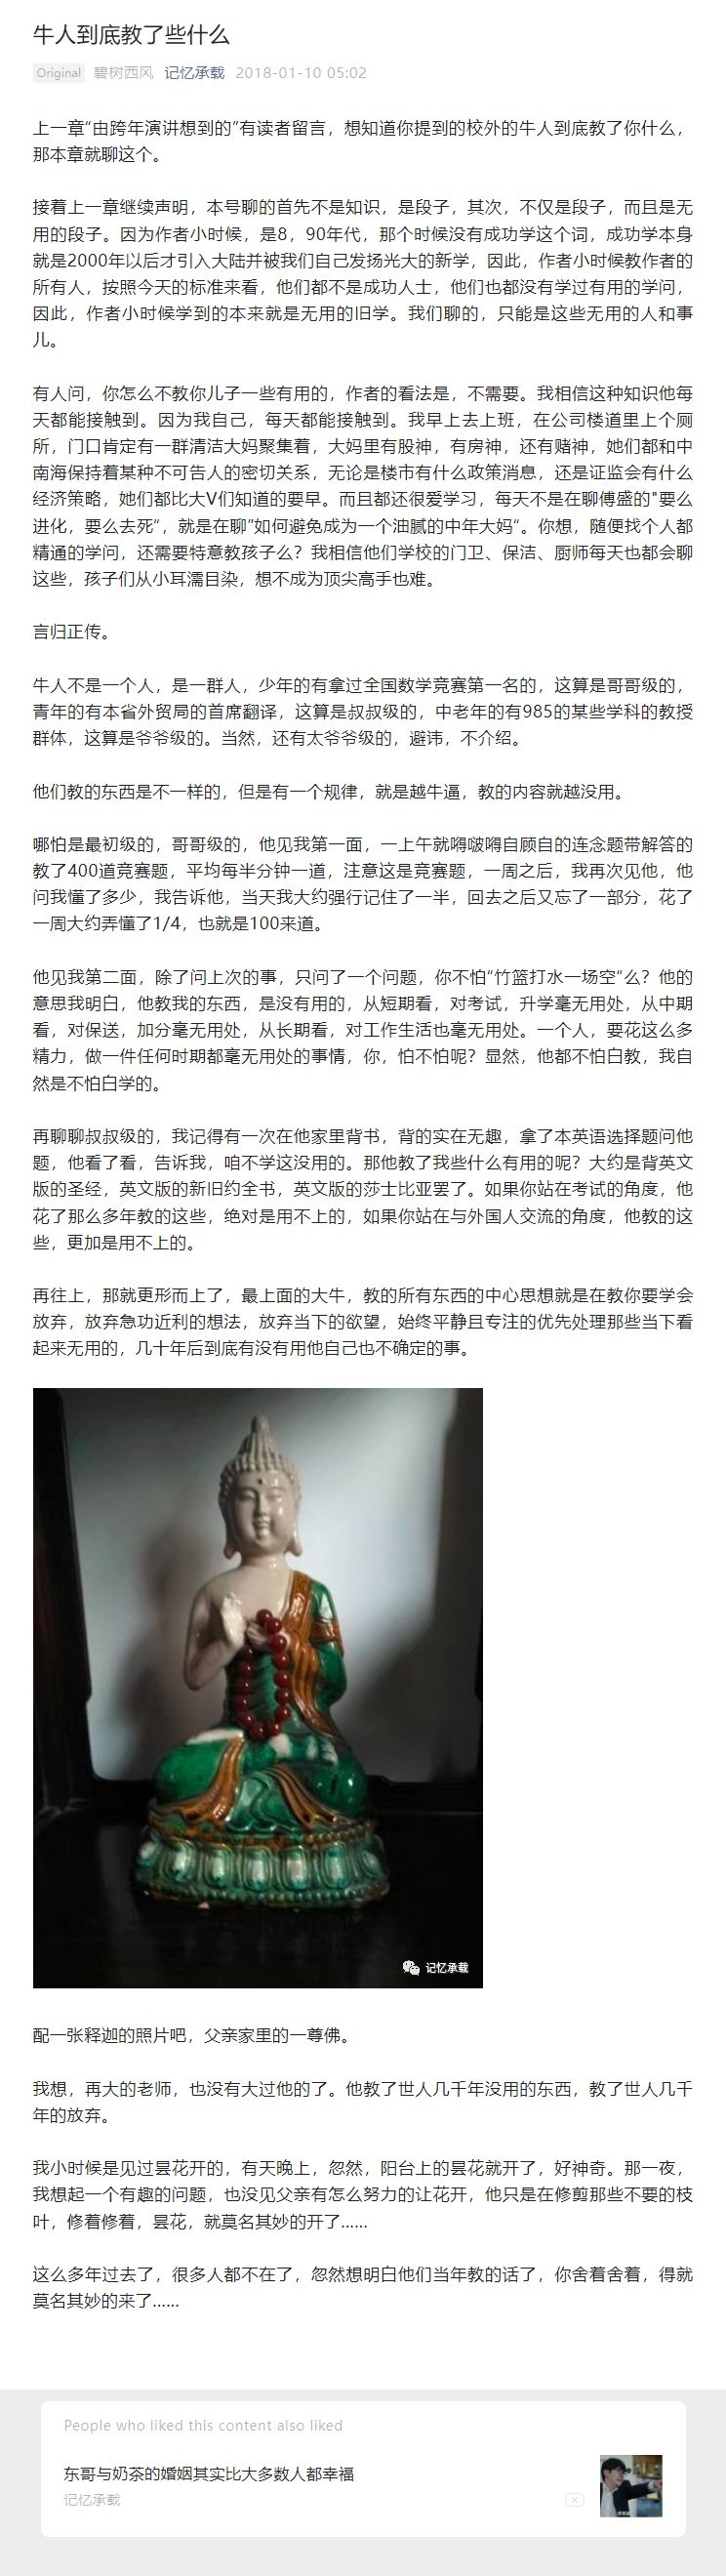 牛人到底教了些什么
Original 碧树西风 记忆承载 2018-01-10 05:02
上一章“由跨年演讲想到的”有读者留言，想知道你提到的校外的牛人到底教了你什么，
那本章就聊这个。
接着上一章继续声明，本号聊的首先不是知识，是段子，其次，不仅是段子，而且是无
用的段子。因为作者小时候，是8，90年代，那个时候没有成功学这个词，成功学本身
就是2000年以后才引入大陆并被我们自己发扬光大的新学，因此，作者小时候教作者的
所有人，按照今天的标准来看，他们都不是成功人士，他们也都没有学过有用的学问，
因此，作者小时候学到的本来就是无用的旧学。我们聊的，只能是这些无用的人和事
儿。
有人问，你怎么不教你儿子一些有用的，作者的看法是，不需要。我相信这种知识他每
天都能接触到。因为我自己，每天都能接触到。我早上去上班，在公司楼道里上个厕
所，门口肯定有一群清洁大妈聚集着，大妈里有股神，有房神，还有赌神，她们都和中
南海保持着某种不可告人的密切关系，无论是楼市有什么政策消息，还是证监会有什么
经济策略，她们都比大V们知道的要早。而且都还很爱学习，每天不是在聊傅盛的"要么
进化，要么去死“，就是在聊”如何避免成为一个油腻的中年大妈“。你想，随便找个人都
精通的学问，还需要特意教孩子么？我相信他们学校的门卫、保洁、厨师每天也都会聊
这些，孩子们从小耳濡目染，想不成为顶尖高手也难。
言归正传。
牛人不是一个人，是一群人，少年的有拿过全国数学竞赛第一名的，这算是哥哥级的，
青年的有本省外贸局的首席翻译，这算是叔叔级的，中老年的有985的某些学科的教授
群体，这算是爷爷级的。当然，还有太爷爷级的，避讳，不介绍。
他们教的东西是不一样的，但是有一个规律，就是越牛逼，教的内容就越没用。
哪怕是最初级的，哥哥级的，他见我第一面，一上午就嘚啵嘚自顾自的连念题带解答的
教了400道竞赛题，平均每半分钟一道，注意这是竞赛题，一周之后，我再次见他，他
问我懂了多少，我告诉他，当天我大约强行记住了一半，回去之后又忘了一部分，花了
一周大约弄懂了1/4，也就是100来道。
他见我第二面，除了问上次的事，只问了一个问题，你不怕“竹篮打水一场空“么？他的
意思我明白，他教我的东西，是没有用的，从短期看，对考试，升学毫无用处，从中期
看，对保送，加分毫无用处，从长期看，对工作生活也毫无用处。一个人，要花这么多
精力，做一件任何时期都毫无用处的事情，你，怕不怕呢？显然，他都不怕白教，我自
然是不怕白学的。
再聊聊叔叔级的，我记得有一次在他家里背书，背的实在无趣，拿了本英语选择题问他
题，他看了看，告诉我，咱不学这没用的。那他教了我些什么有用的呢？大约是背英文
版的圣经，英文版的新旧约全书，英文版的莎士比亚罢了。如果你站在考试的角度，他
花了那么多年教的这些，绝对是用不上的，如果你站在与外国人交流的角度，他教的这
些，更加是用不上的。
再往上，那就更形而上了，最上面的大牛，教的所有东西的中心思想就是在教你要学会
放弃，放弃急功近利的想法，放弃当下的欲望，始终平静且专注的优先处理那些当下看
起来无用的，几十年后到底有没有用他自己也不确定的事。
记忆承载
配一张释迦的照片吧，父亲家里的一尊佛。
我想，再大的老师，也没有大过他的了。他教了世人几千年没用的东西，教了世人几千
年的放弃。
我小时候是见过昙花开的，有天晚上，忽然，阳台上的昙花就开了，好神奇。那一夜，
我想起一个有趣的问题，也没见父亲有怎么努力的让花开，他只是在修剪那些不要的枝
叶，修着修着，昙花，就莫名其妙的开了......
这么多年过去了，很多人都不在了，忽然想明白他们当年教的话了，你舍着舍着，得就
莫名其妙的来了......
People who liked this content also liked
东哥与奶茶的婚姻其实比大多数人都幸福
记忆承载